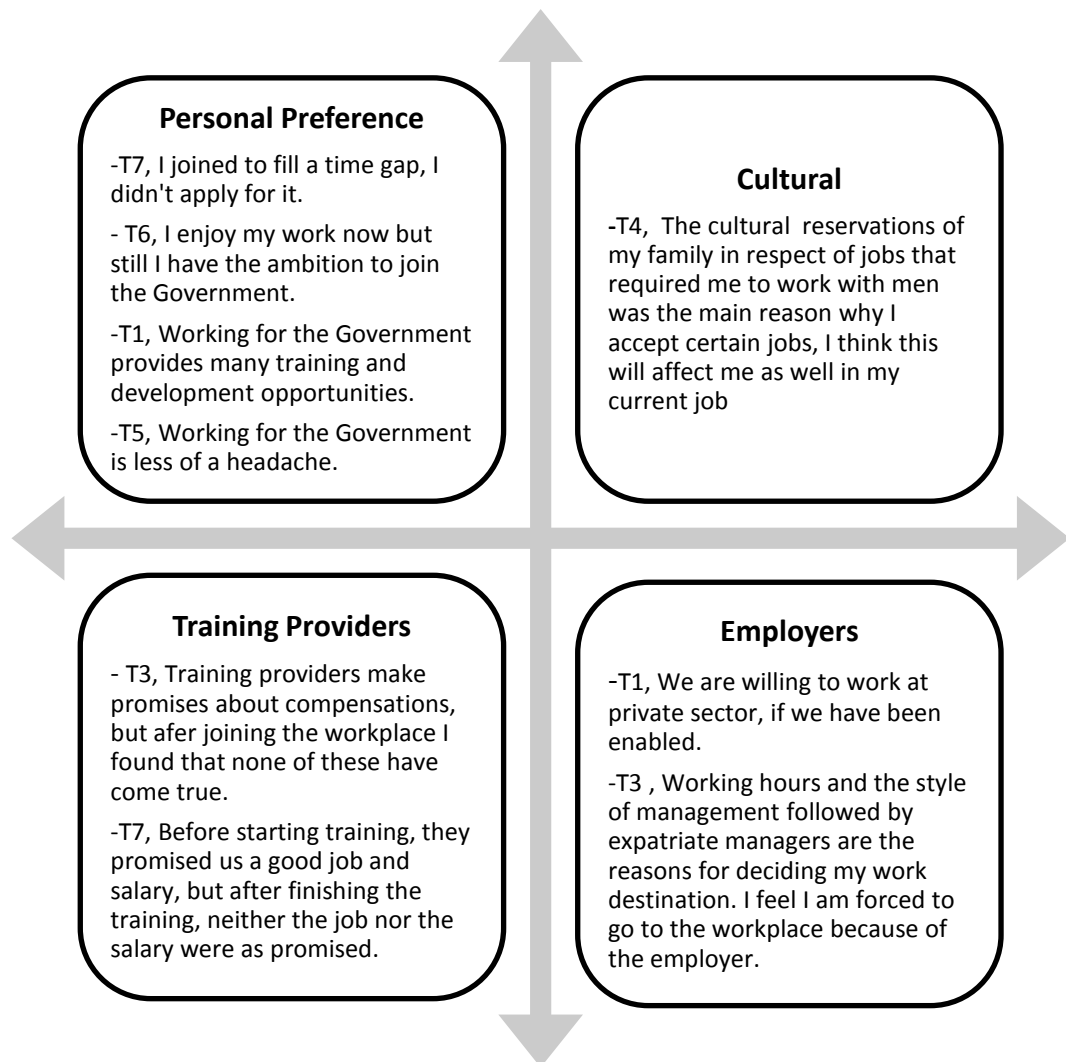 Personal Preference
-T7, I joined to fill a time gap, I
didn't apply for it.
- T6, I enjoy my work now but
still I have the ambition to join
the Government.
-T1, Working for the Government
provides many training and
development opportunities.
-T5, Working for the Government
is less of a headache.
Cultural
-T4, The cultural reservations of
my family in respect of jobs that
required me to work with men
was the main reason why I
accept certain jobs, I think this
will affect me as well in my
current job
Training Providers
- T3, Training providers make
promises about compensations,
but afer joining the workplace I
found that none of these have
come true.
-T7, Before starting training, they
promised us a good job and
salary, but after finishing the
training, neither the job nor the
salary were as promised.
Employers
-T1, We are willing to work at
private sector, if we have been
enabled.
-T3 , Working hours and the style
of management followed by
expatriate managers are the
reasons for deciding my work
destination. I feel I am forced to
go to the workplace because of
the employer.